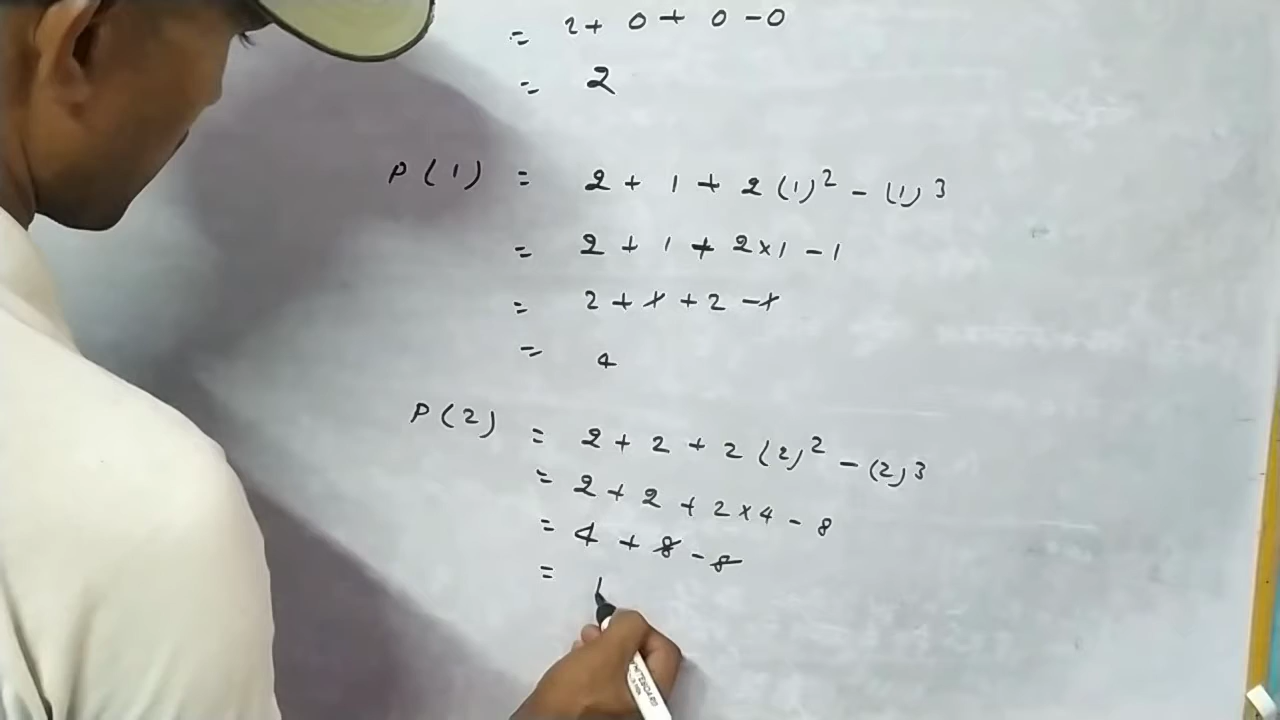 = 2 + 0 + 0 - 0
= 2
P(1) = 2 + 1 + 2(1)² - (1)³
= 2 + 1 + 2×1 - 1
= 2 + 1 + 2 - 1
= 4
P(2) = 2 + 2 + 2(2)² - (2)³
= 2 + 2 + 2×4 - 8
= 4 + 8 - 8
=